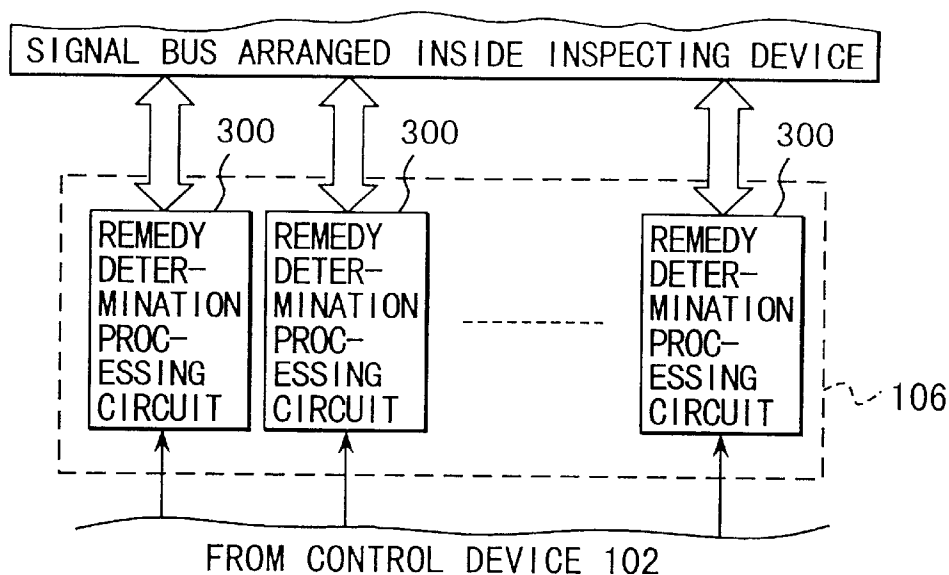 SIGNAL BUS ARRANGED INSIDE INSPECTING DEVICE
300
300
300
REMEDY
DETER-
MINATION
PROC-
ESSING
CIRCUIT
REMEDY
DETER-
MINATION
PROC-
ESSING
CIRCUIT
REMEDY
DETER-
MINATION
PROC-
ESSING
CIRCUIT
106
FROM CONTROL DEVICE 102